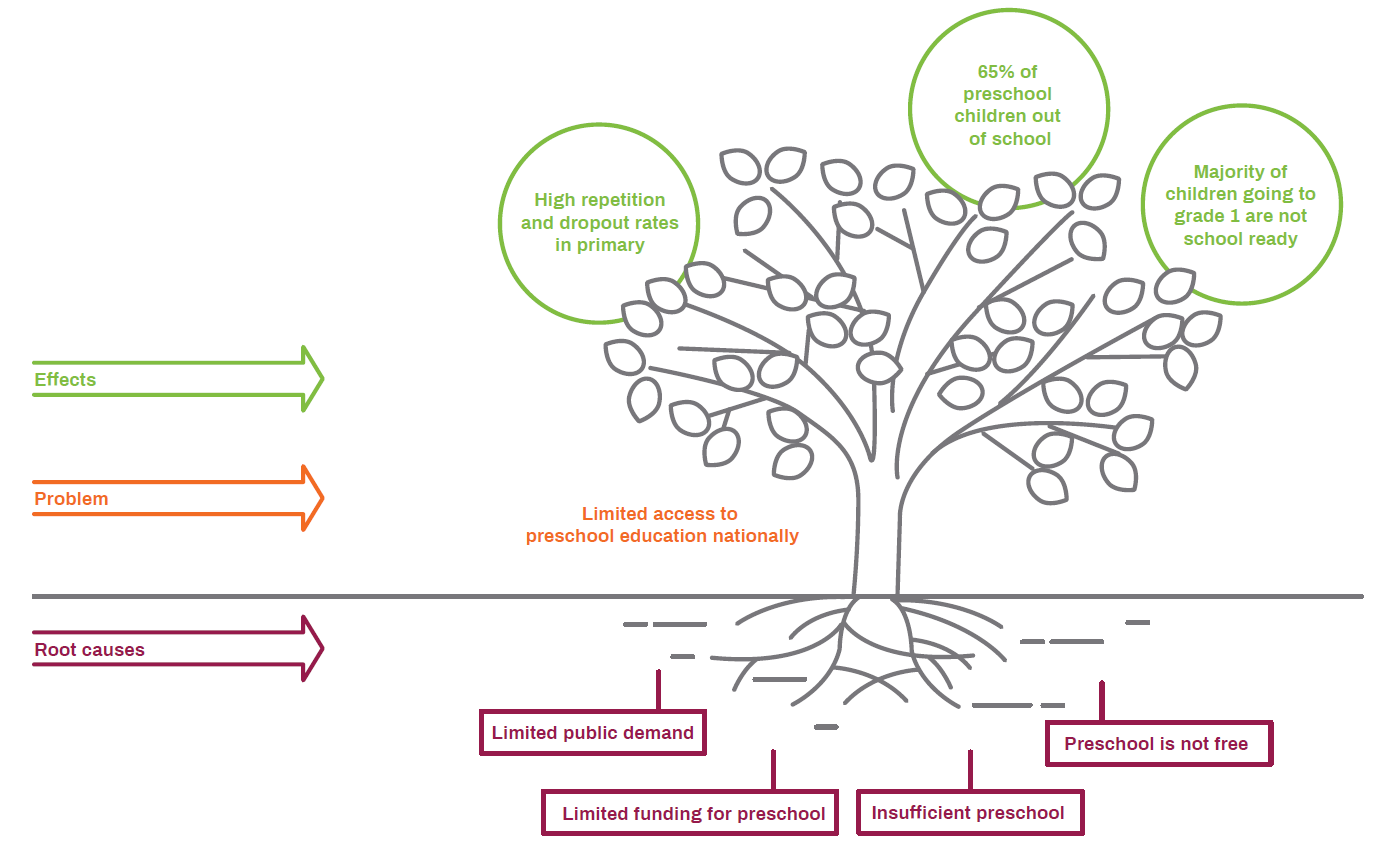 65% of
preschool
children out
of school
Majority of
children going to
grade 1 are not
school ready
High repetition
and dropout rates
in primary
Effects
Problem
Limited access to
preschool education nationally
Root causes
Limited public demand
Preschool is not free
Limited funding for preschool
Insufficient preschool